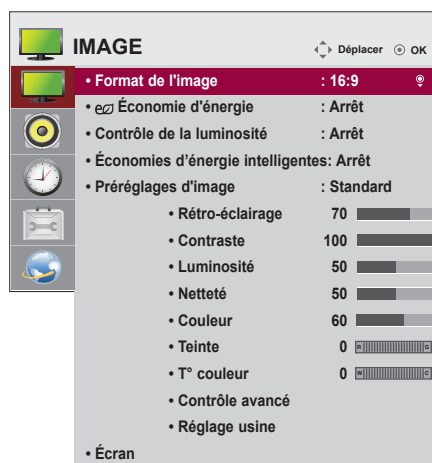 IMAGE Déplacer OK
• Format de l'image : 16:9
• eco Économie d'énergie : Arrêt
• Contrôle de la luminosité : Arrêt
• Économies d’énergie intelligentes: Arrêt
• Préréglages d'image : Standard
• Rétro-éclairage 70
• Contraste 100
• Luminosité 50
• Netteté 50
• Couleur 60
• Teinte 0 R G
• T° couleur 0 W C
• Contrôle avancé
• Réglage usine
• Écran